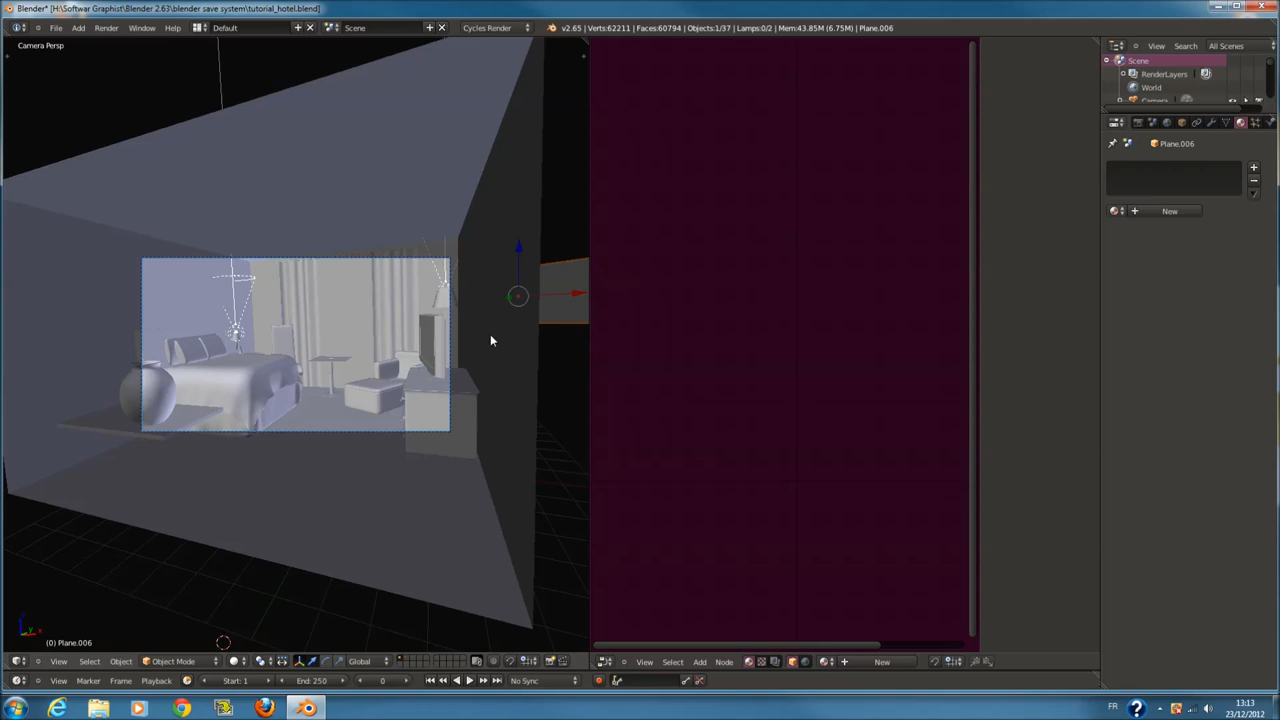 Blender* [H:\Softwar Graphist\Blender 2.63\blender save system\tutorial_hotel.blend]
File Add Render Window Help Default Scene Cycles Render v2.65 | Verts:62211 | Faces:60794 | Objects:1/37 | Lamps:0/2 | Mem:43.85M (6.75M) | Plane.006
Camera Persp
View Search All Scenes
Scene
RenderLayers
World
Camera
Plane.006
New
(0) Plane.006
View Select Object Object Mode Global
View Select Add Node New
View Marker Frame Playback Start: 1 End: 250 0 No Sync
FR 13:13
23/12/2012